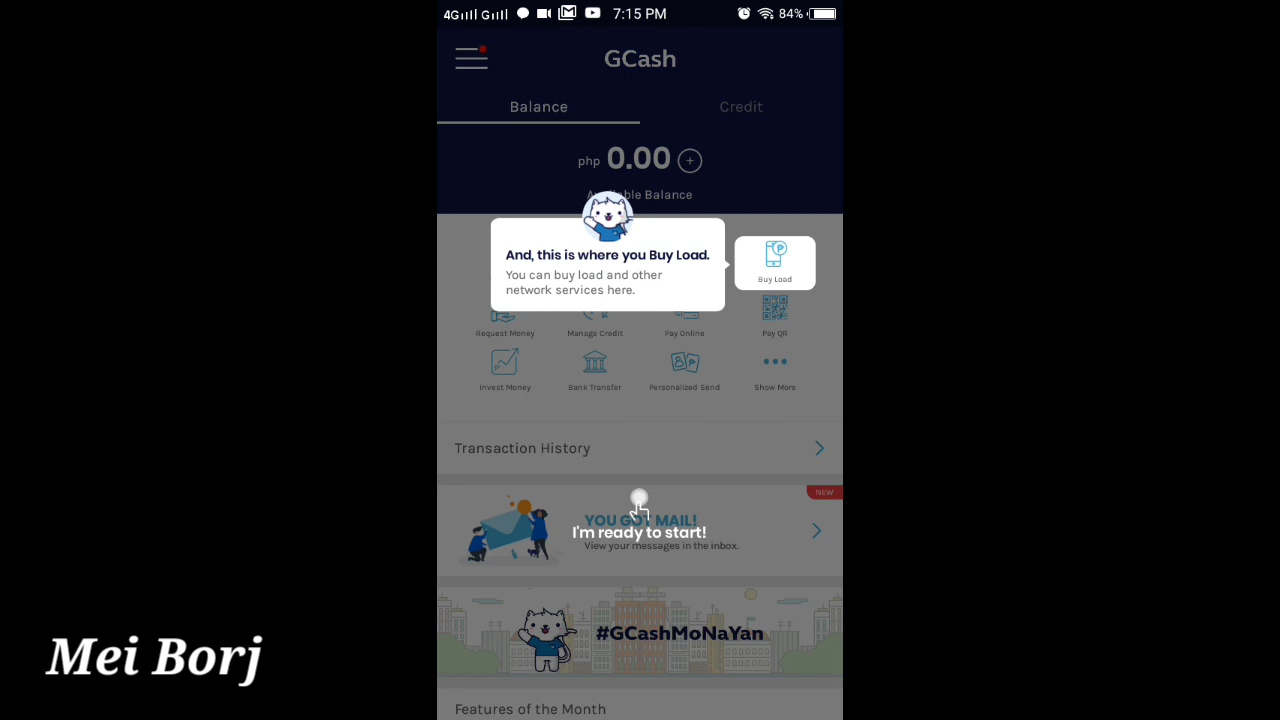 4G G 7:15 PM 84%
GCash
Balance Credit
php 0.00 +
Available Balance
And, this is where you Buy Load.
You can buy load and other
network services here.
Buy Load
Request Money Manage Credit Pay Online Pay QR
Invest Money Bank Transfer Personalized Send Show More
Transaction History
NEW
YOU GOT MAIL!
I'm ready to start!
View your messages in the inbox.
#GCashMoNaYan
Mei Borj
Features of the Month